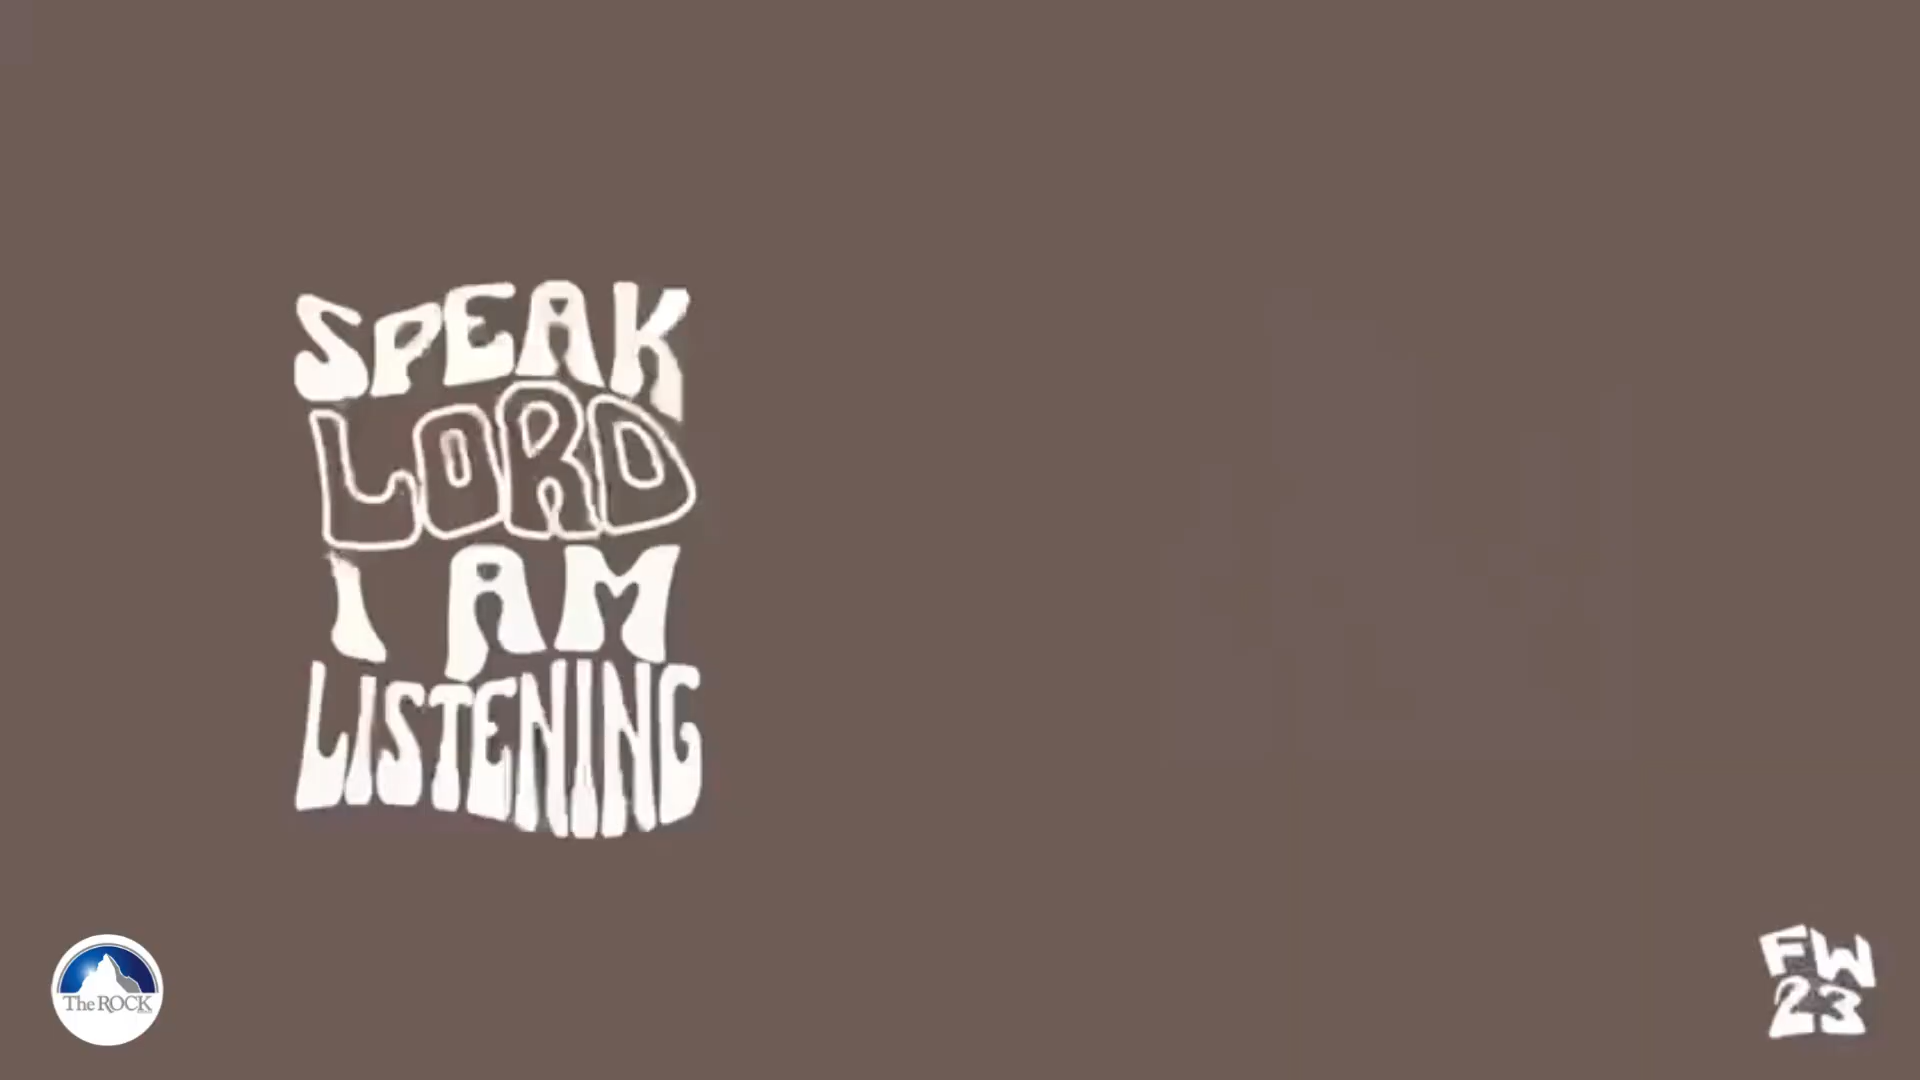 SPEAK
LORD
I AM
LISTENING
The ROCK
FW
23